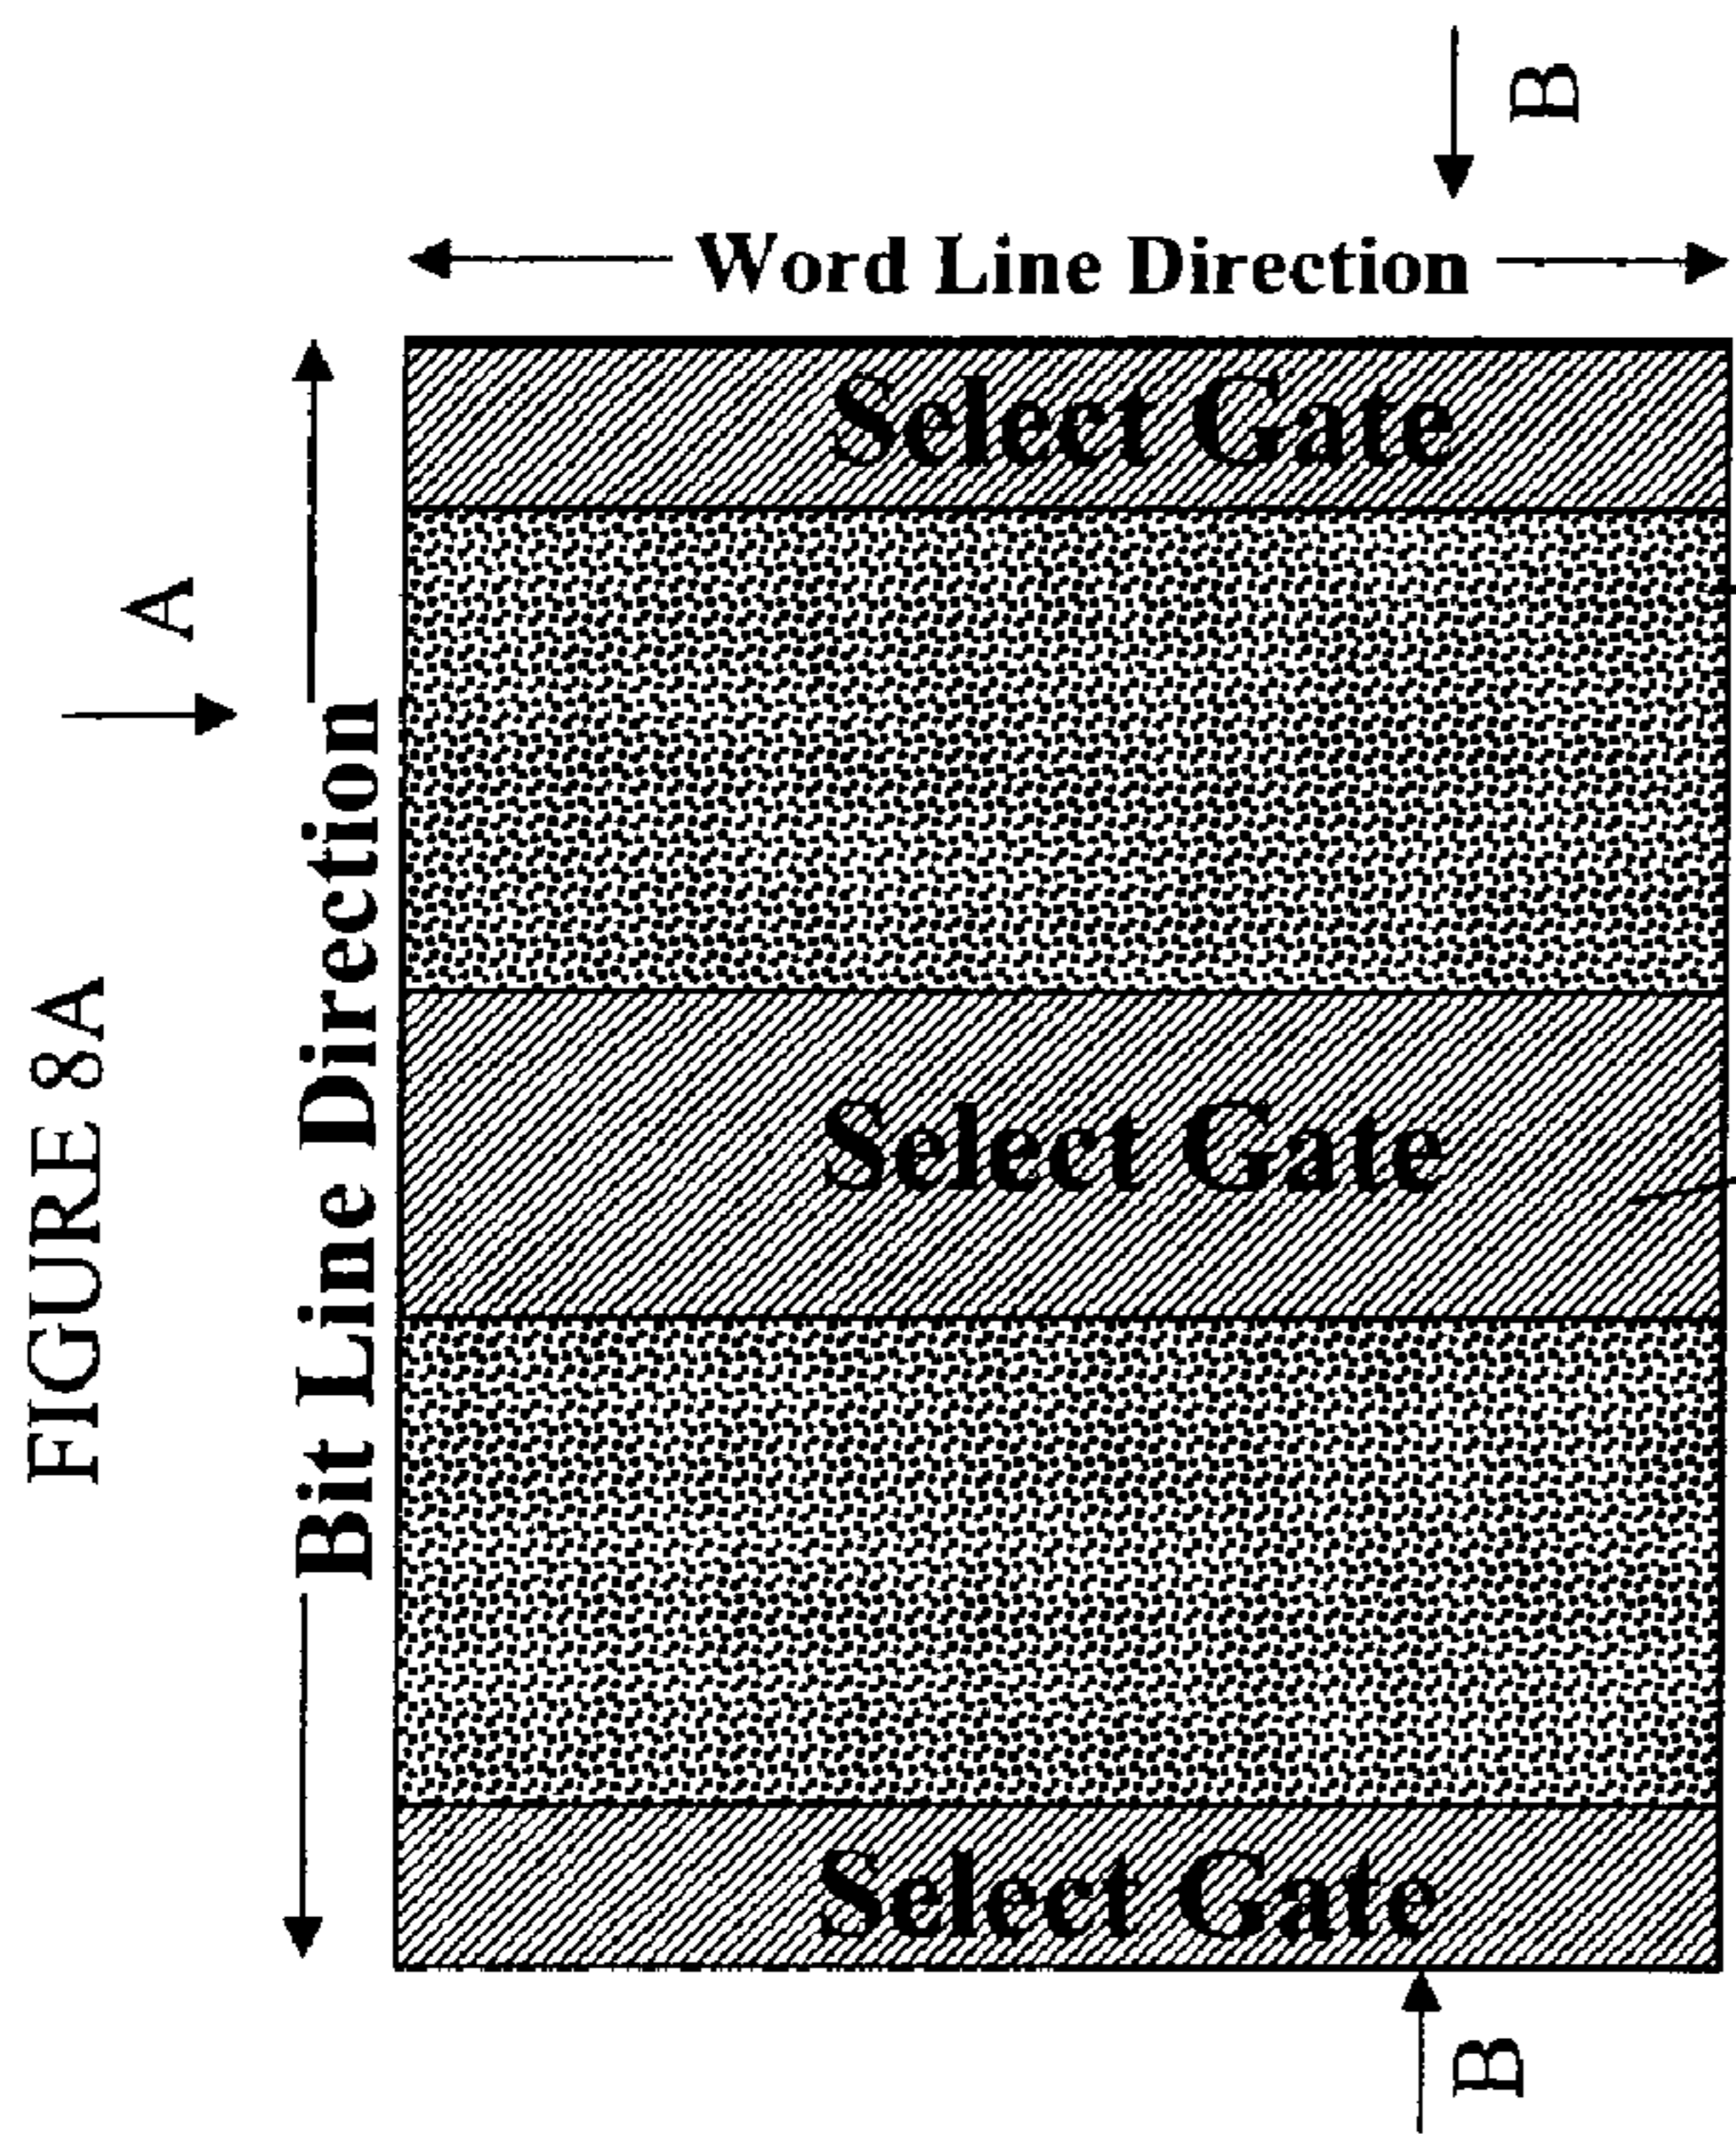 FIGURE 8A
A
B
Word Line Direction
Bit Line Direction
Select Gate
Select Gate
Select Gate
B